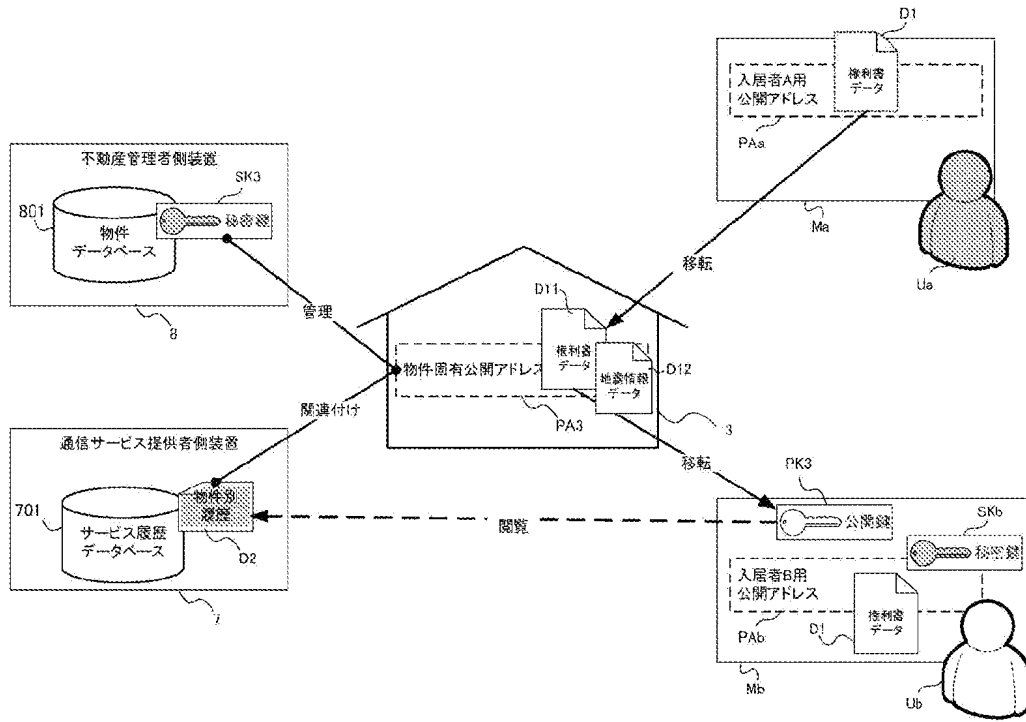 D1
権利書
データ
入居者A用
公開アドレス
PAa
Ma
Ua
不動産管理者側装置
SK3
秘密鍵
801
物件
データベース
8
移転
管理
D11
権利書
データ
D12
地盤情報
データ
物件固有公開アドレス
PA3
3
関連付け
移転
通信サービス提供者側装置
物件別
履歴
701
サービス履歴
データベース
D2
7
閲覧
PK3
公開鍵
SKb
秘密鍵
入居者B用
公開アドレス
PAb
D1
権利書
データ
Mb
Ub